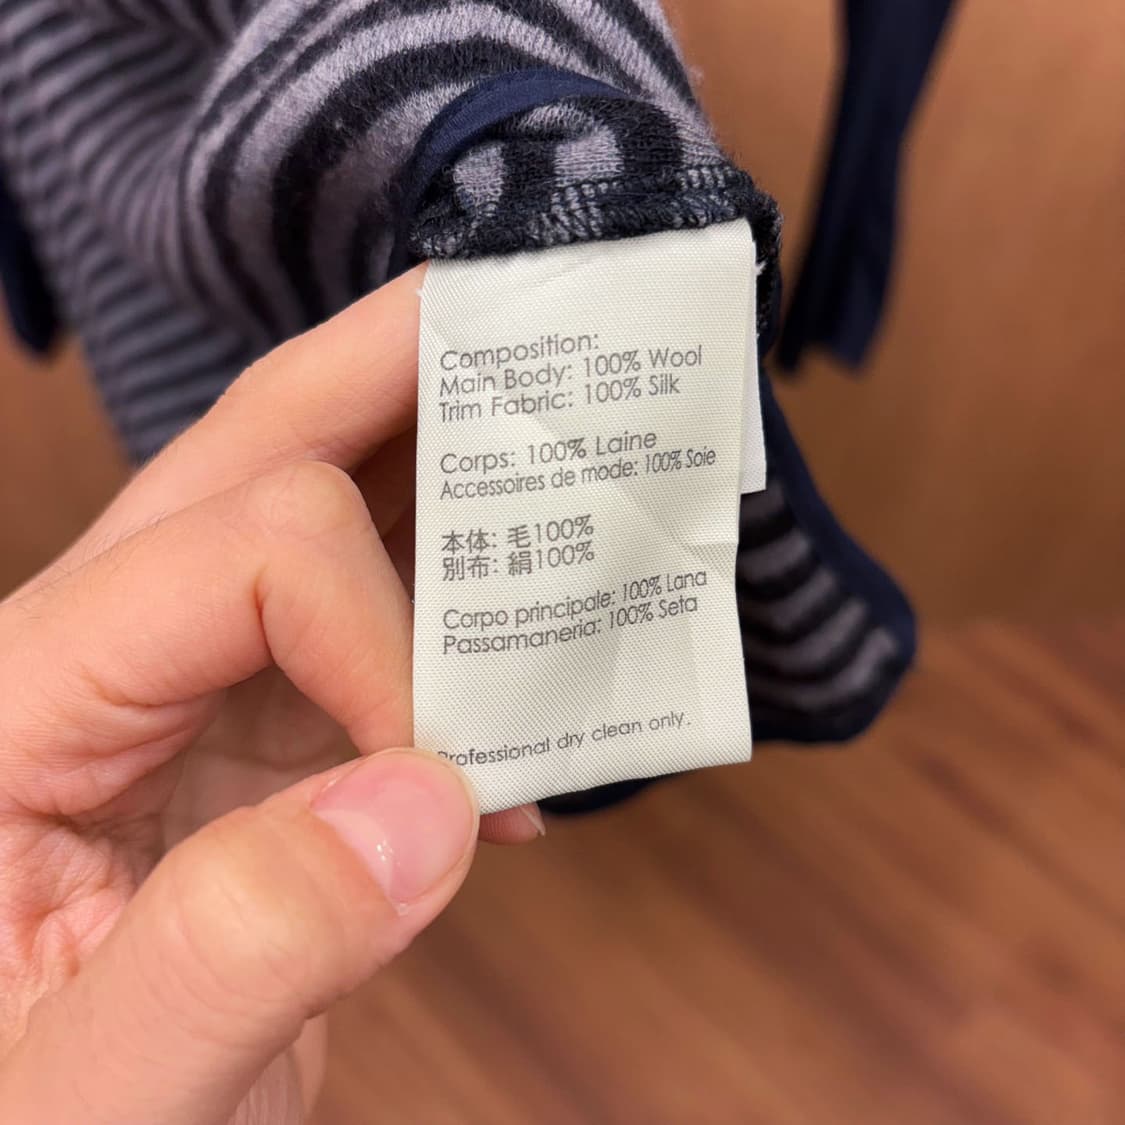 Composition:
Main Body: 100% Wool
Trim Fabric: 100% Silk
Corps: 100% Laine
Accessoires de mode: 100% Soie
本体: 毛100%
別布: 絹100%
Corpo principale: 100% Lana
Passamaneria: 100% Seta
Professional dry clean only.